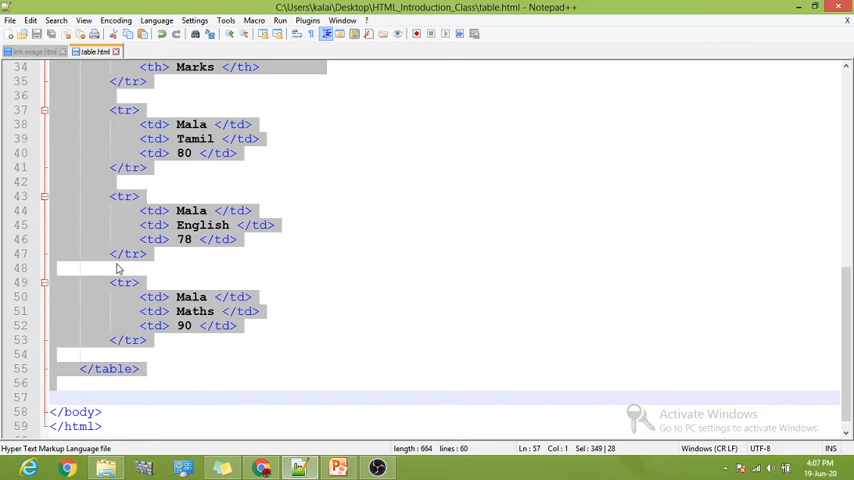 C:\Users\kalai\Desktop\HTML_Introduction_Class\table.html - Notepad++
File Edit Search View Encoding Language Settings Tools Macro Run Plugins Window ?
X
link image.html table.html
34 <th> Marks </th>
35 </tr>
36
37 <tr>
38 <td> Mala </td>
39 <td> Tamil </td>
40 <td> 80 </td>
41 </tr>
42
43 <tr>
44 <td> Mala </td>
45 <td> English </td>
46 <td> 78 </td>
47 </tr>
48
49 <tr>
50 <td> Mala </td>
51 <td> Maths </td>
52 <td> 90 </td>
53 </tr>
54
55 </table>
56
57
58 </body>
59 </html>
Activate Windows
Go to PC settings to activate Windows.
Hyper Text Markup Language file length : 664 lines : 60 Ln : 57 Col : 1 Sel : 349 | 28 Windows (CR LF) UTF-8 INS
4:07 PM
19-Jun-20